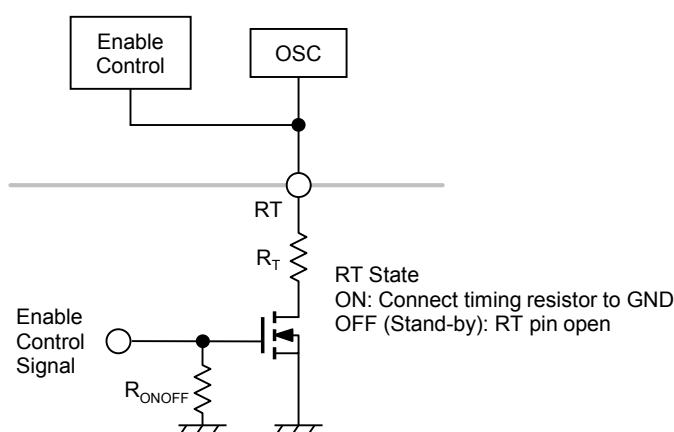 Enable
Control
OSC
RT
R_T
RT State
ON: Connect timing resistor to GND
OFF (Stand-by): RT pin open
Enable
Control
Signal
R_ONOFF